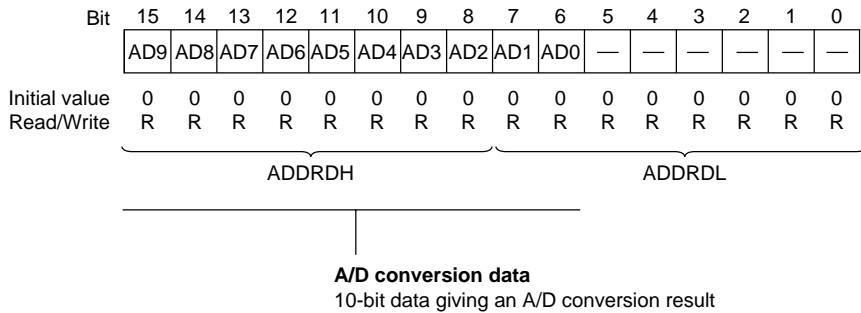 Bit 15 14 13 12 11 10 9 8 7 6 5 4 3 2 1 0
AD9 AD8 AD7 AD6 AD5 AD4 AD3 AD2 AD1 AD0 — — — — — —
Initial value 0 0 0 0 0 0 0 0 0 0 0 0 0 0 0 0
Read/Write R R R R R R R R R R R R R R R R
ADDRDH ADDRDL
A/D conversion data
10-bit data giving an A/D conversion result